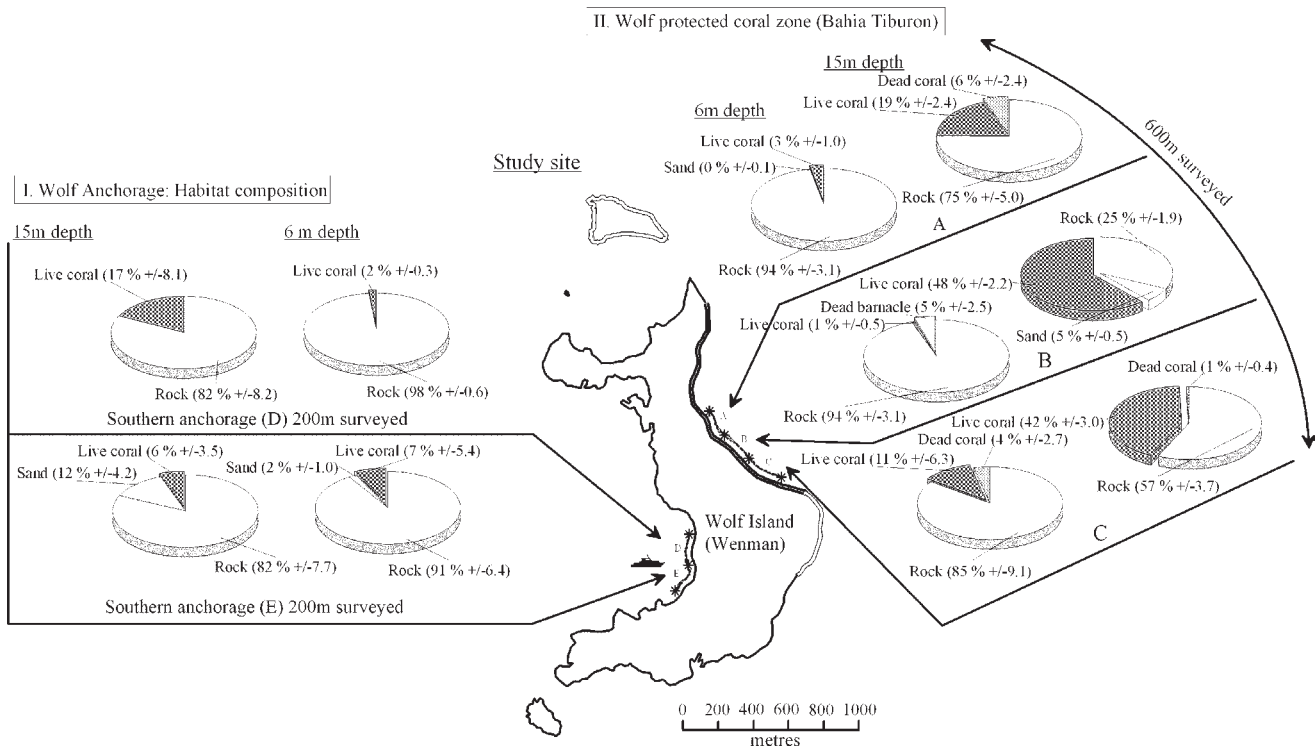 II. Wolf protected coral zone (Bahia Tiburon)
15m depth
Dead coral (6 % +/-2.4)
Live coral (19 % +/-2.4)
Rock (75 % +/-5.0)
6m depth
Live coral (3 % +/-1.0)
Sand (0 % +/-0.1)
Rock (94 % +/-3.1)
A
600m surveyed
Study site
I. Wolf Anchorage: Habitat composition
15m depth
6 m depth
Live coral (17 % +/-8.1)
Rock (82 % +/-8.2)
Live coral (2 % +/-0.3)
Rock (98 % +/-0.6)
Southern anchorage (D) 200m surveyed
Live coral (6 % +/-3.5)
Sand (12 % +/-4.2)
Rock (82 % +/-7.7)
Live coral (7 % +/-5.4)
Sand (2 % +/-1.0)
Rock (91 % +/-6.4)
Southern anchorage (E) 200m surveyed
Rock (25 % +/-1.9)
Live coral (48 % +/-2.2)
Sand (5 % +/-0.5)
Dead barnacle (5 % +/-2.5)
Live coral (1 % +/-0.5)
Rock (94 % +/-3.1)
B
Dead coral (1 % +/-0.4)
Live coral (42 % +/-3.0)
Rock (57 % +/-3.7)
Dead coral (4 % +/-2.7)
Live coral (11 % +/-6.3)
Rock (85 % +/-9.1)
C
A
B
C
D
E
Wolf Island
(Wenman)
0 200 400 600 800 1000
metres